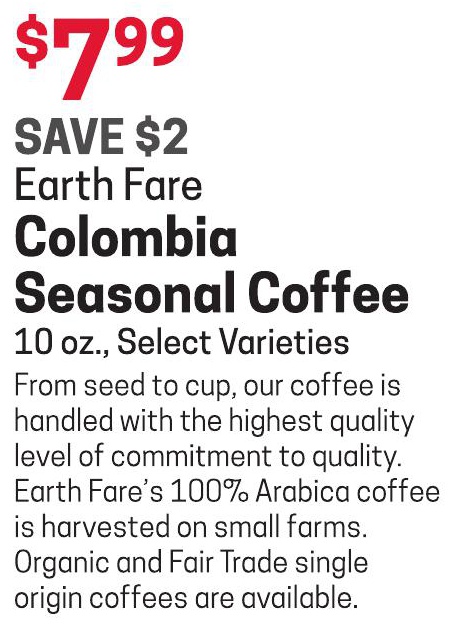 $7.99
SAVE $2
Earth Fare
Colombia
Seasonal Coffee
10 oz., Select Varieties
From seed to cup, our coffee is
handled with the highest quality
level of commitment to quality.
Earth Fare’s 100% Arabica coffee
is harvested on small farms.
Organic and Fair Trade single
origin coffees are available.